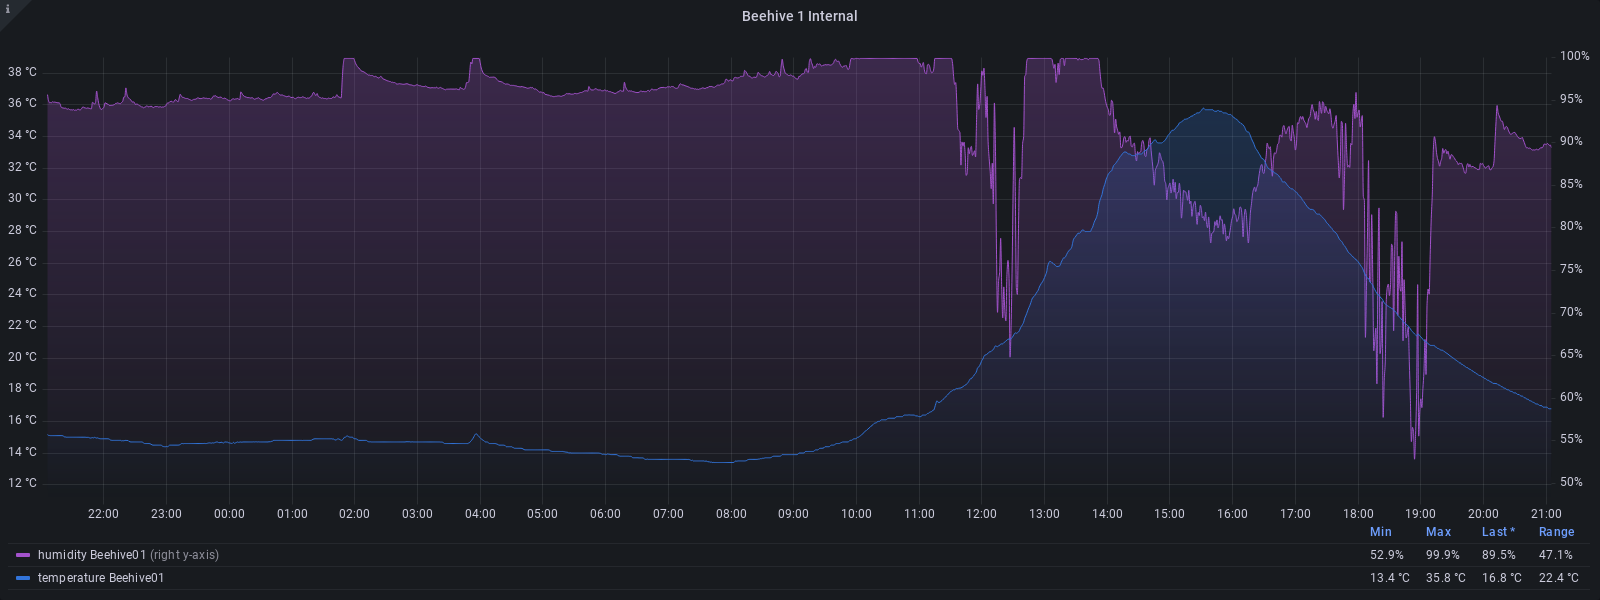 i
Beehive 1 Internal
38 °C
36 °C
34 °C
32 °C
30 °C
28 °C
26 °C
24 °C
22 °C
20 °C
18 °C
16 °C
14 °C
12 °C
100%
95%
90%
85%
80%
75%
70%
65%
60%
55%
50%
22:00 23:00 00:00 01:00 02:00 03:00 04:00 05:00 06:00 07:00 08:00 09:00 10:00 11:00 12:00 13:00 14:00 15:00 16:00 17:00 18:00 19:00 20:00 21:00
Min Max Last * Range
humidity Beehive01 (right y-axis) 52.9% 99.9% 89.5% 47.1%
temperature Beehive01 13.4 °C 35.8 °C 16.8 °C 22.4 °C